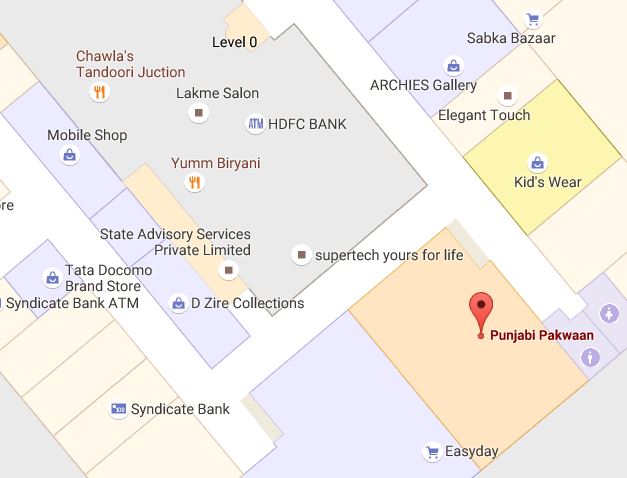 Level 0
Sabka Bazaar
Chawla's
Tandoori Juction
ARCHIES Gallery
Lakme Salon
Elegant Touch
ATM HDFC BANK
Mobile Shop
Yumm Biryani
Kid's Wear
re
State Advisory Services
Private Limited
supertech yours for life
Tata Docomo
Brand Store
Syndicate Bank ATM
D Zire Collections
Punjabi Pakwaan
Syndicate Bank
Easyday